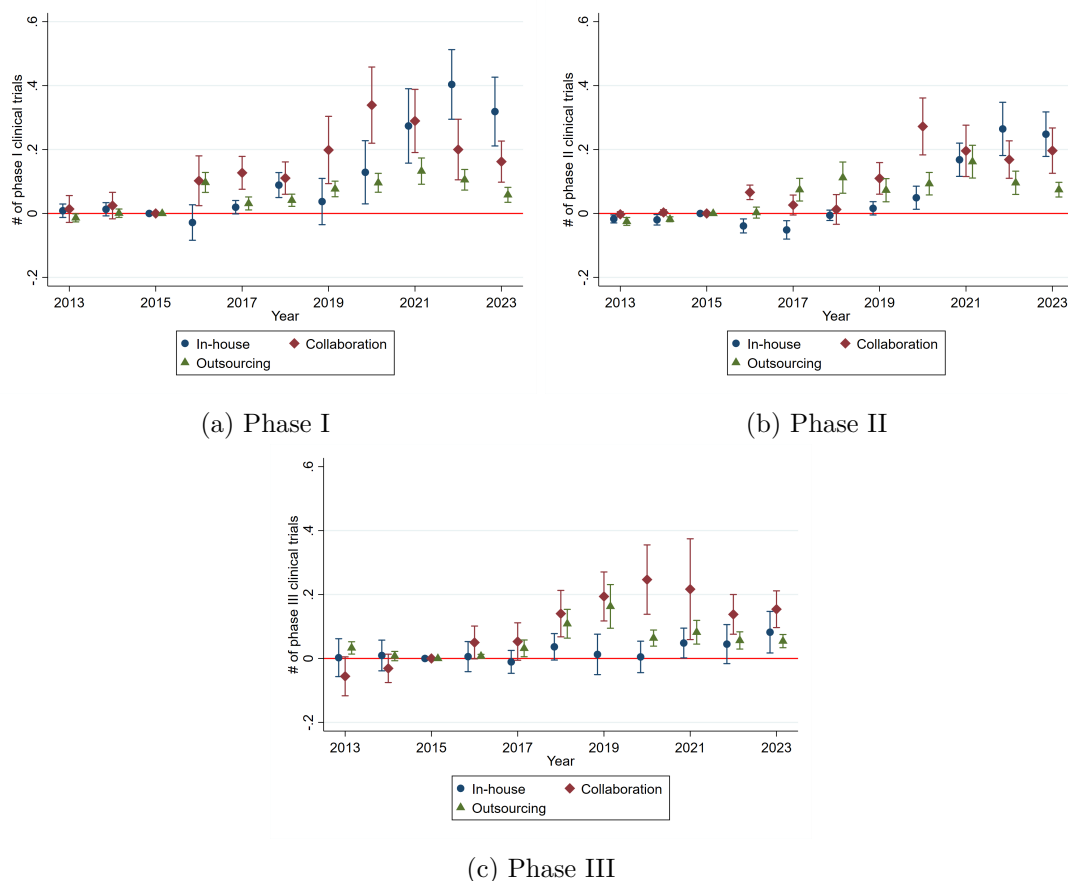 # of phase I clinical trials
.6
.4
.2
0
-.2
2013 2015 2017 2019 2021 2023
Year
In-house Collaboration
Outsourcing
(a) Phase I
# of phase II clinical trials
.6
.4
.2
0
-.2
2013 2015 2017 2019 2021 2023
Year
In-house Collaboration
Outsourcing
(b) Phase II
# of phase III clinical trials
.6
.4
.2
0
-.2
2013 2015 2017 2019 2021 2023
Year
In-house Collaboration
Outsourcing
(c) Phase III